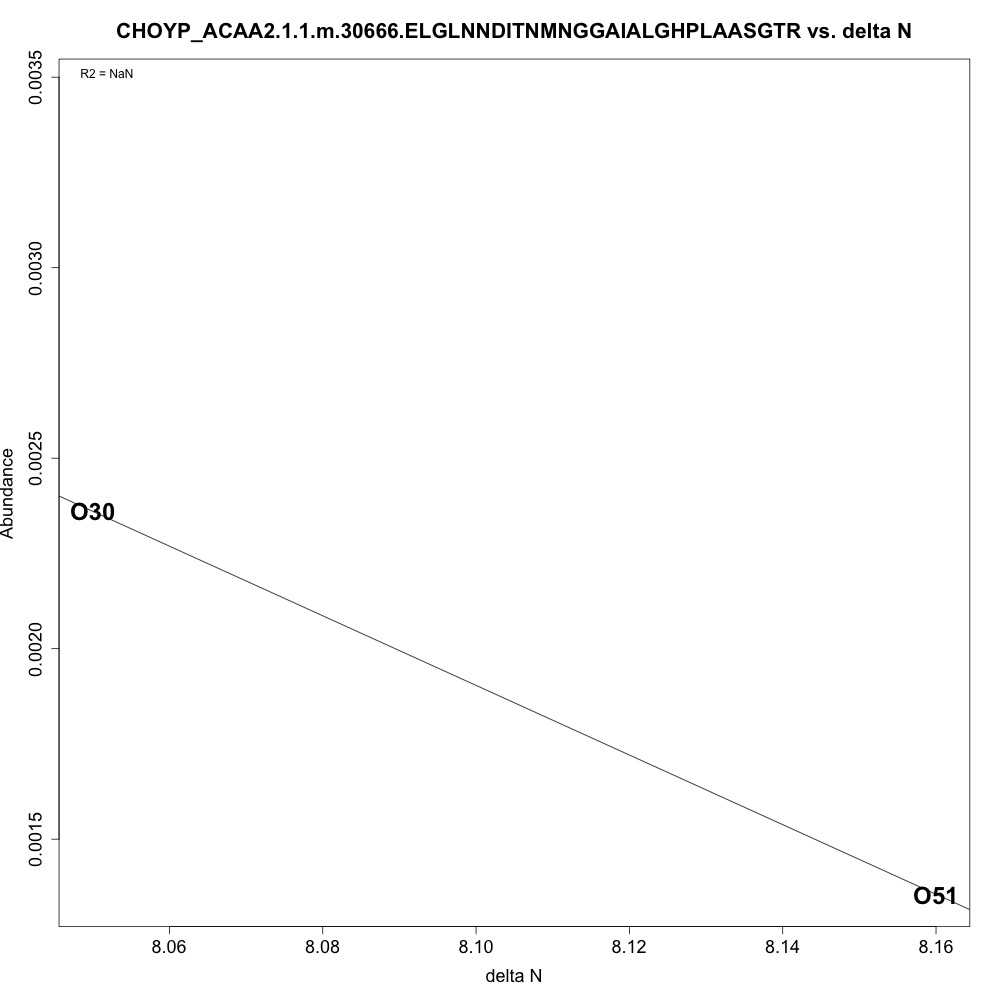 CHOYP_ACAA2.1.1.m.30666.ELGLNNDITNMNGGAIALGHPLAASGTR vs. delta N
R2 = NaN
0.0035
0.0030
0.0025
0.0020
0.0015
Abundance
O30
O51
8.06 8.08 8.10 8.12 8.14 8.16
delta N